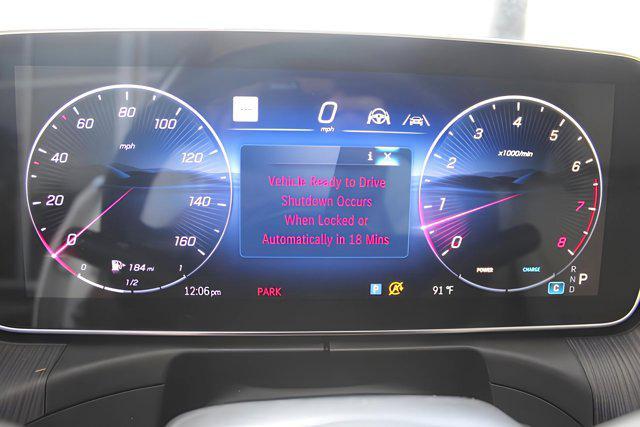 0 mph
Vehicle Ready to Drive
Shutdown Occurs
When Locked or
Automatically in 18 Mins
i X
0 20 40 60 80 100 120 140 160
mph
184 mi
0 1/2 1
12:06 pm
PARK
P
A
91 °F
0 1 2 3 4 5 6 7 8
x1000/min
POWER CHARGE
R
N P
D
C